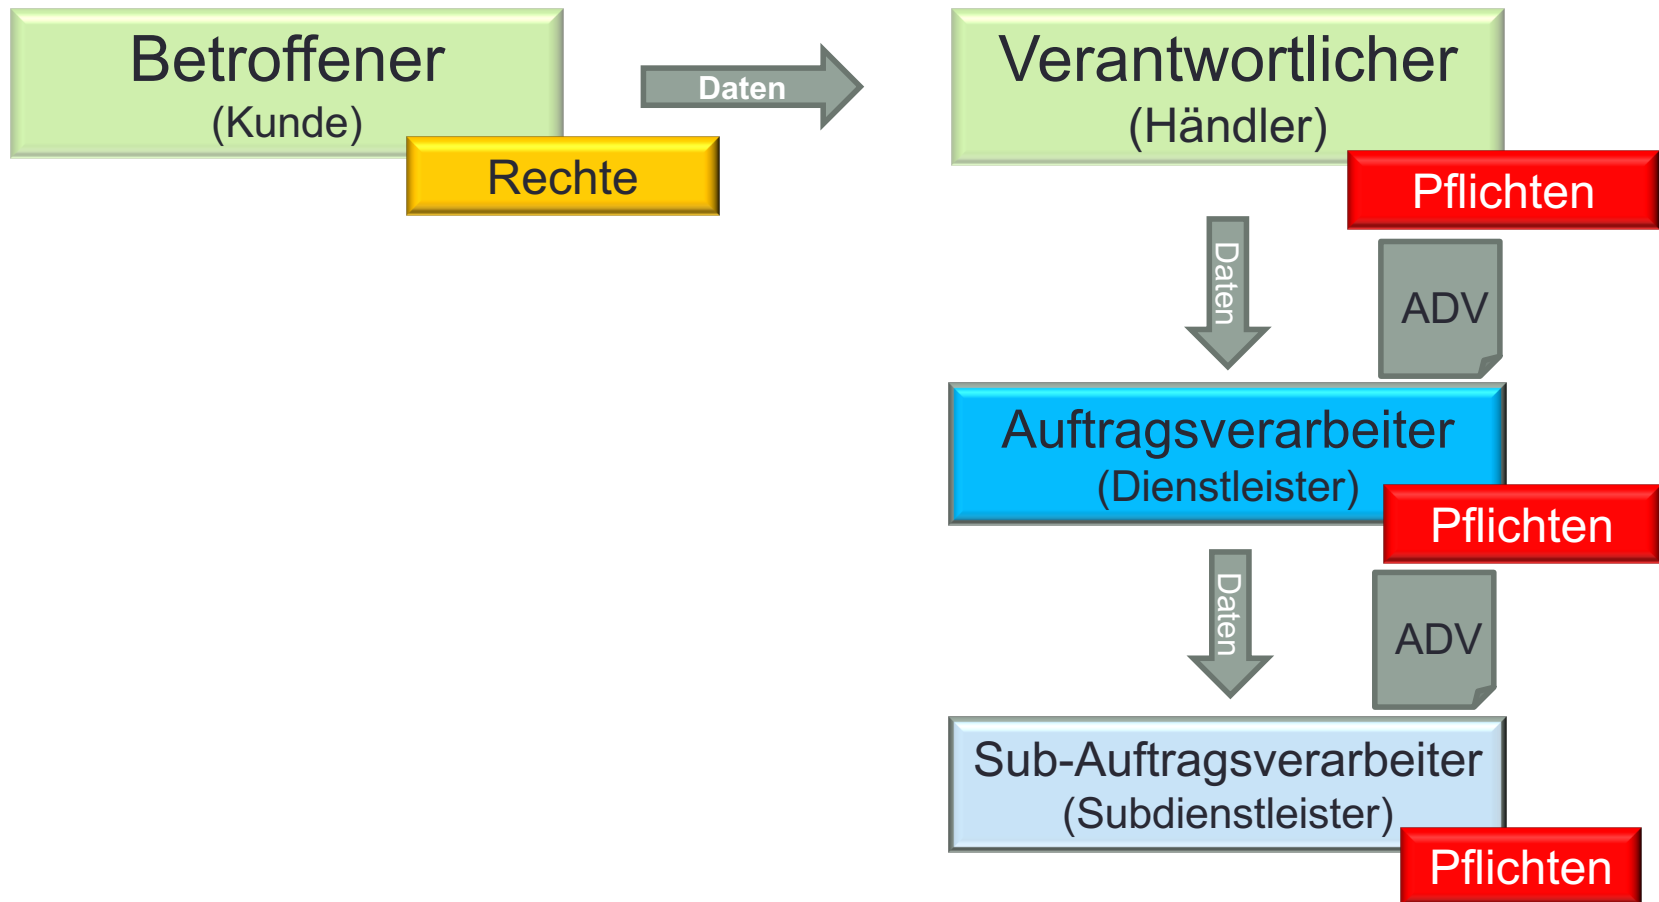 Betroffener
(Kunde)
Rechte
Daten
Verantwortlicher
(Händler)
Pflichten
Daten
ADV
Auftragsverarbeiter
(Dienstleister)
Pflichten
Daten
ADV
Sub-Auftragsverarbeiter
(Subdienstleister)
Pflichten